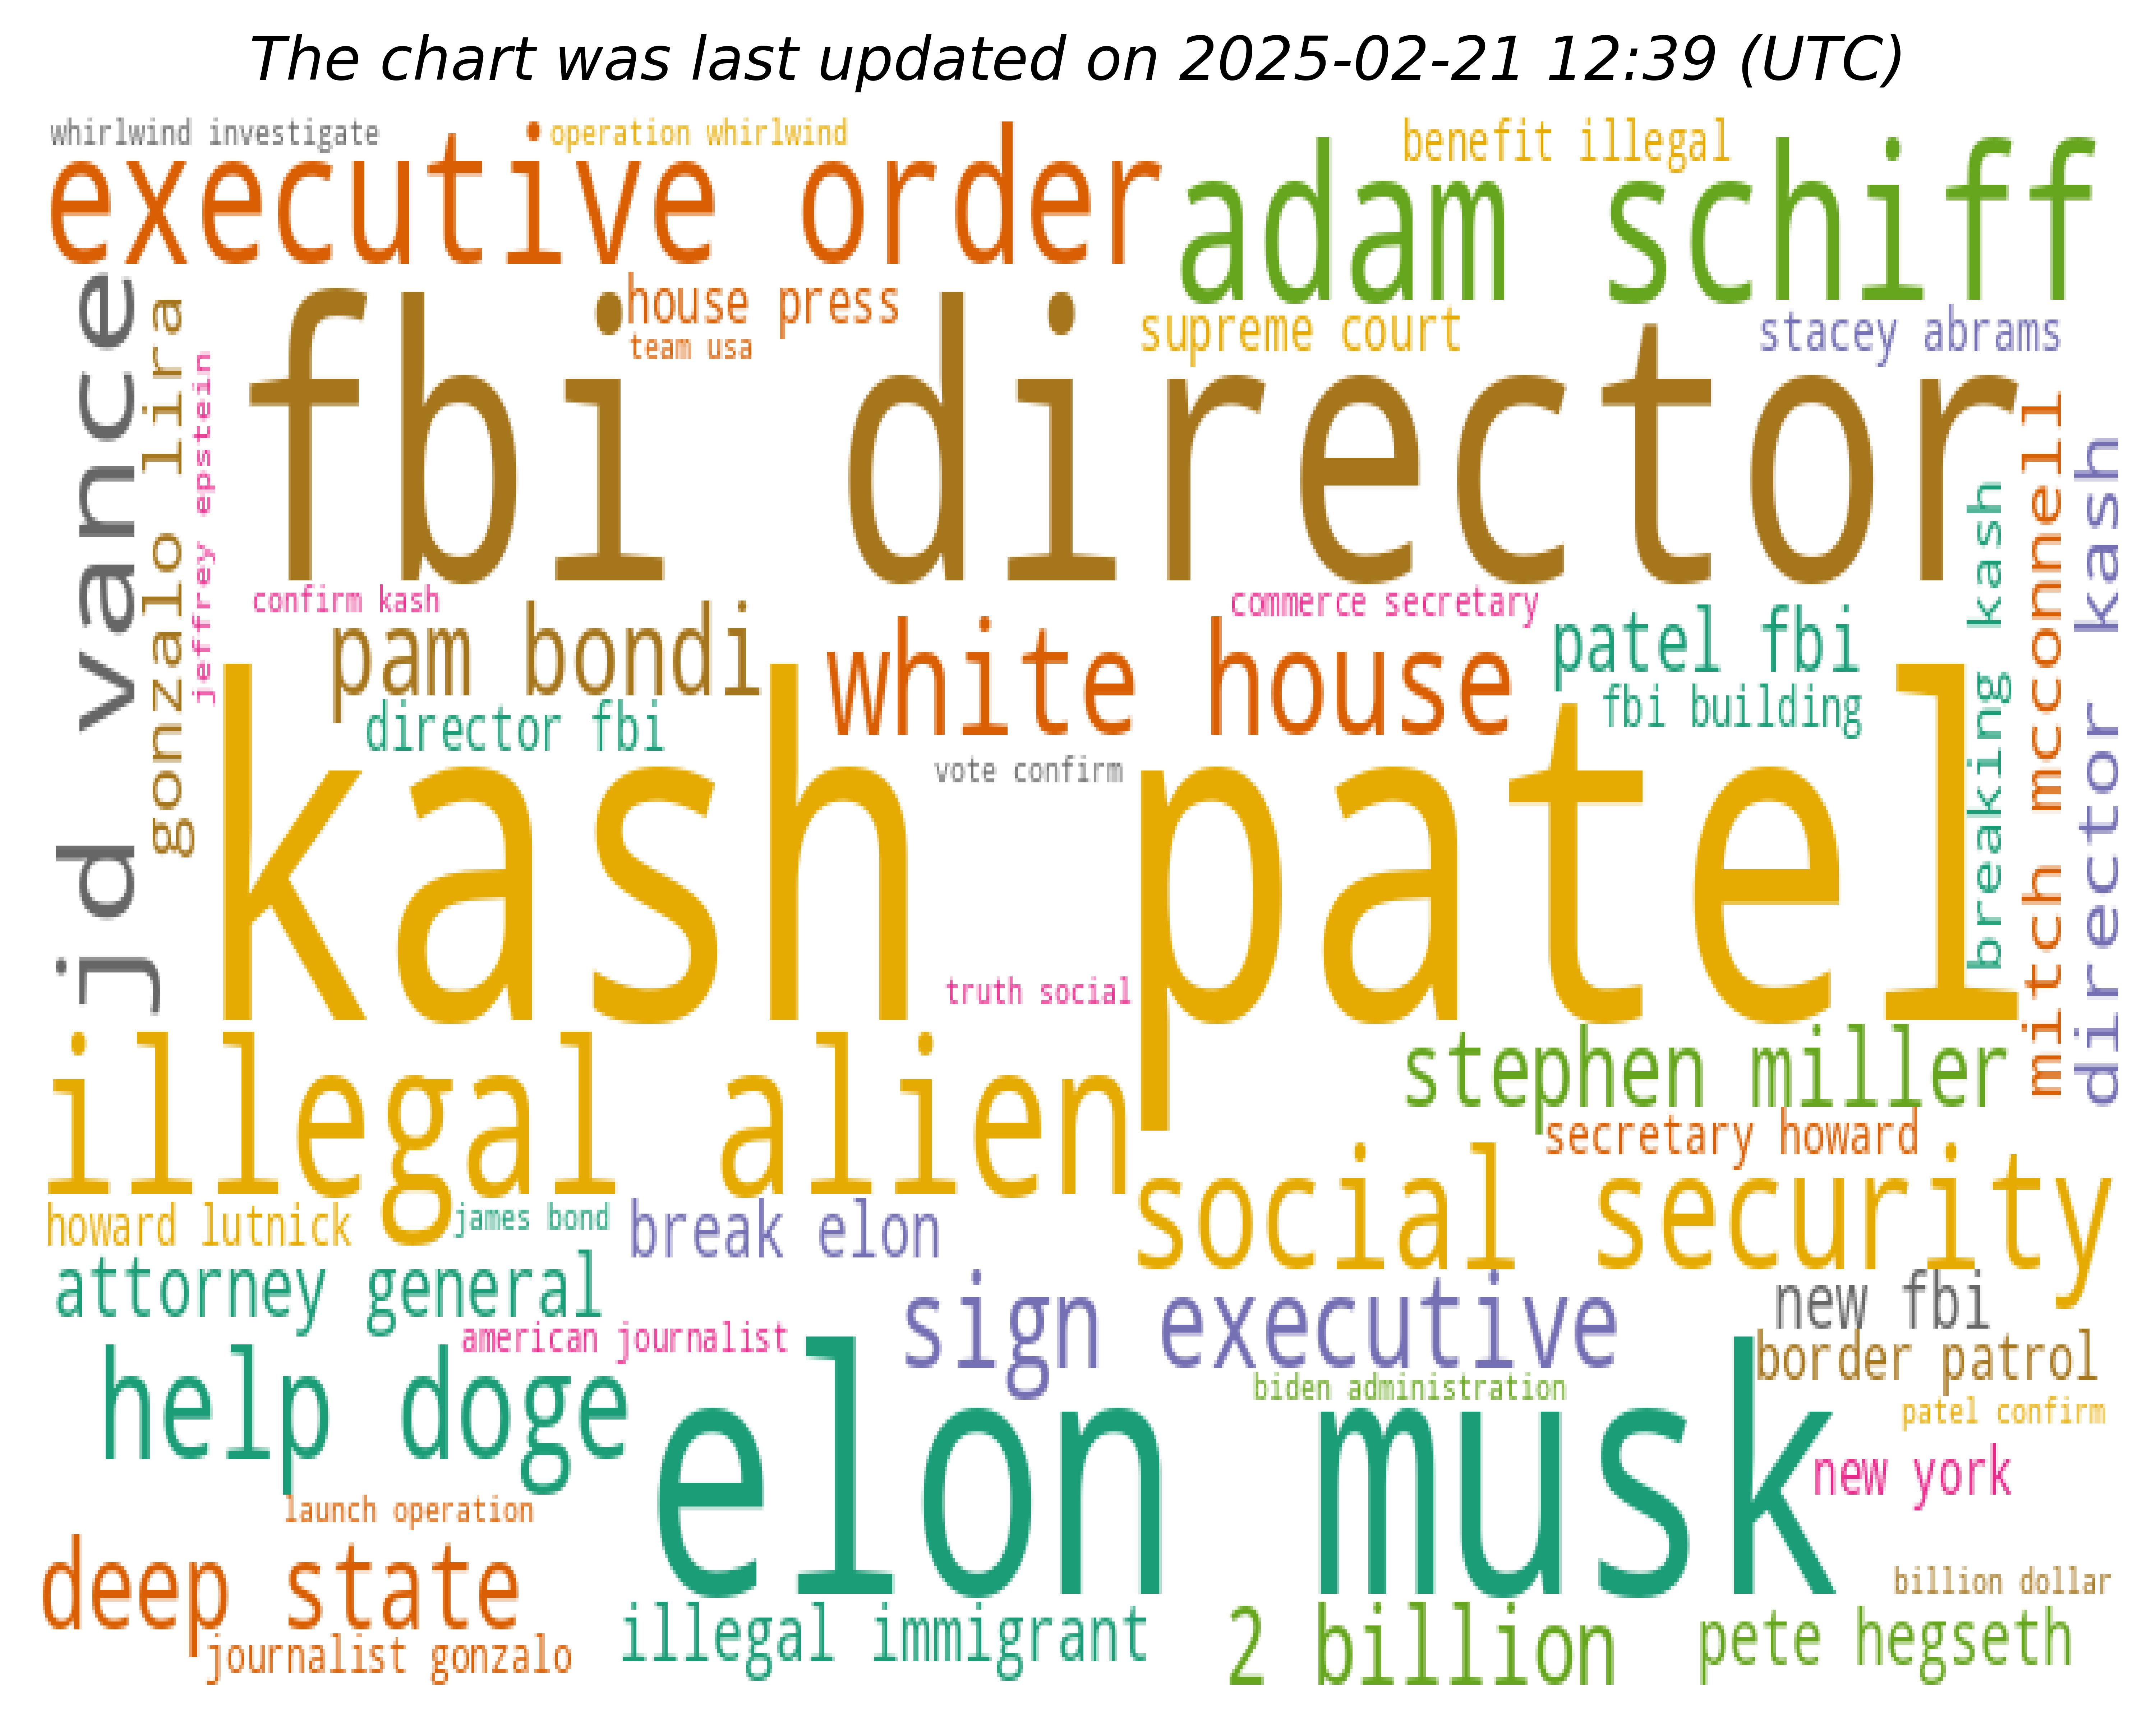 The chart was last updated on 2025-02-21 12:39 (UTC)
whirlwind investigate
operation whirlwind
benefit illegal
executive order
adam schiff
jd vance
gonzalo lira
jeffrey epstein
house press
team usa
supreme court
stacey abrams
fbi director
mitch mcconnell
director kash
breaking kash
confirm kash
commerce secretary
pam bondi
white house
patel fbi
director fbi
fbi building
vote confirm
kash patel
truth social
illegal alien
stephen miller
secretary howard
social security
howard lutnick
james bond
break elon
attorney general
sign executive
new fbi
american journalist
border patrol
help doge
biden administration
patel confirm
elon musk
new york
launch operation
deep state
billion dollar
journalist gonzalo
illegal immigrant
2 billion
pete hegseth